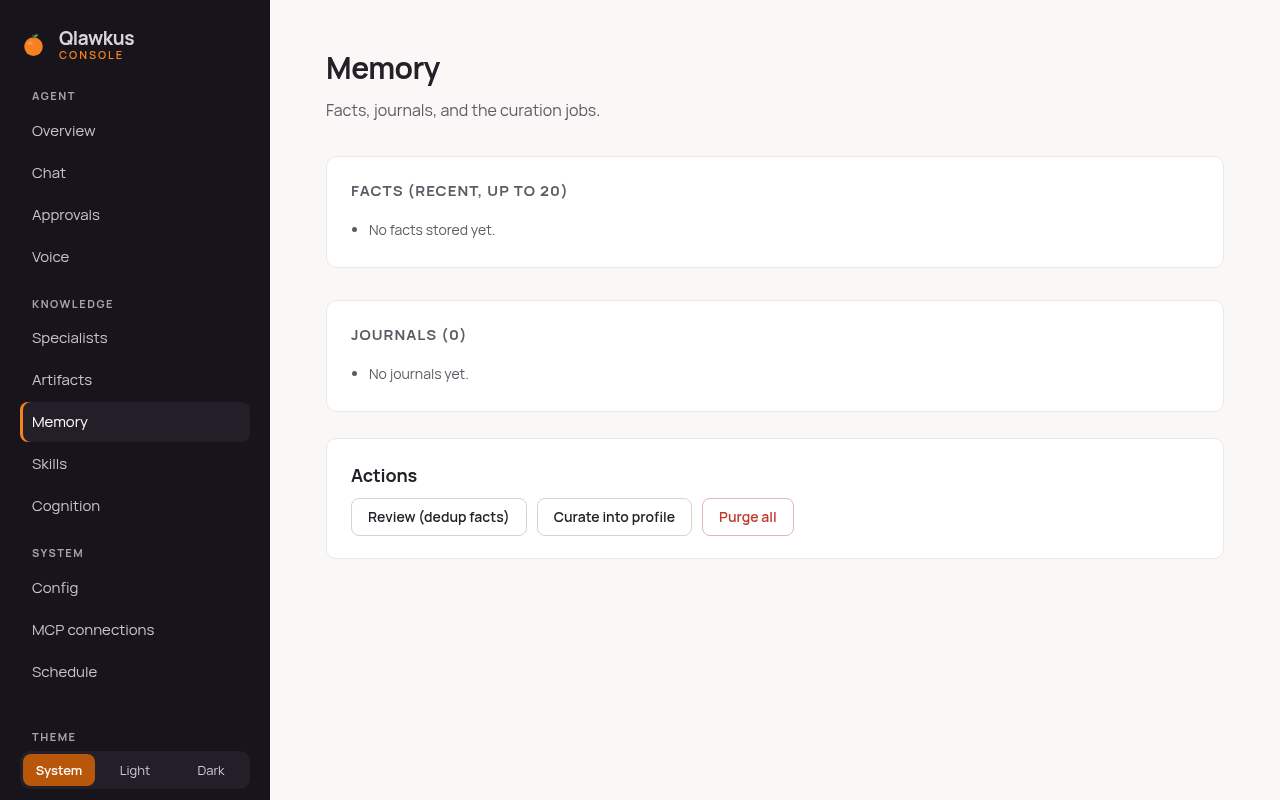 Qlawkus
CONSOLE
AGENT
Overview
Chat
Approvals
Voice
KNOWLEDGE
Specialists
Artifacts
Memory
Skills
Cognition
SYSTEM
Config
MCP connections
Schedule
THEME
System Light Dark
Memory
Facts, journals, and the curation jobs.
FACTS (RECENT, UP TO 20)
No facts stored yet.
JOURNALS (0)
No journals yet.
Actions
Review (dedup facts) Curate into profile Purge all